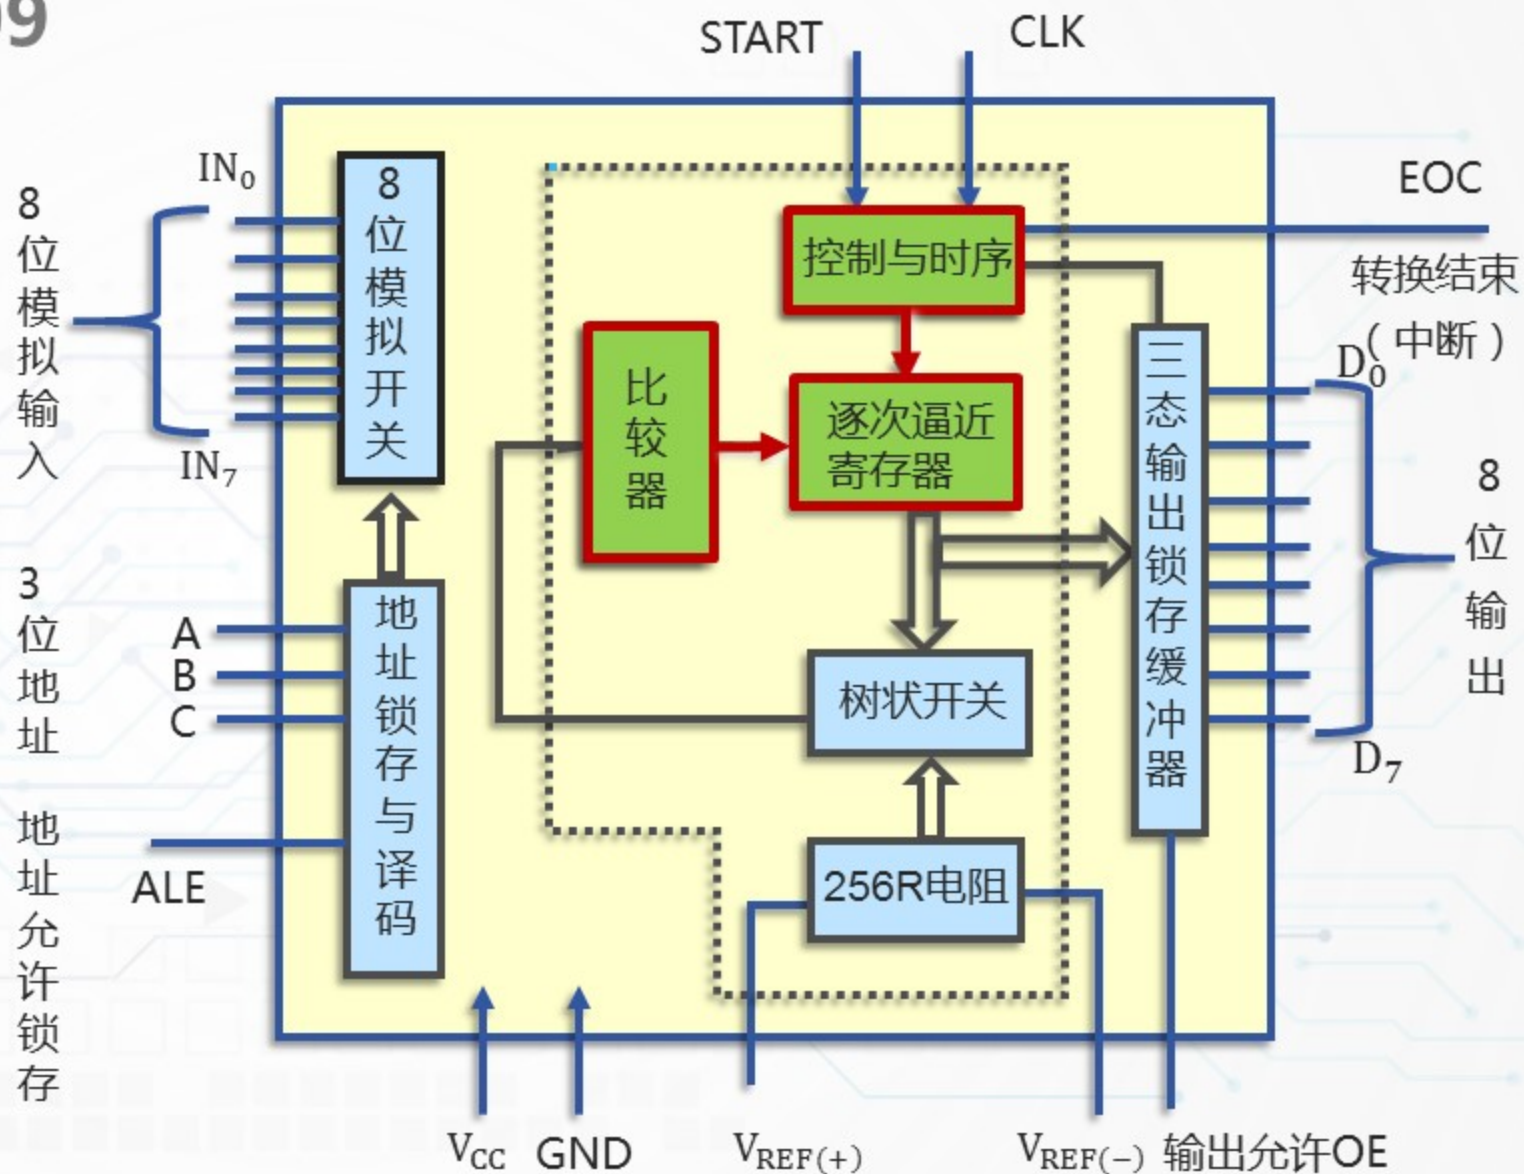 09
START
CLK
EOC
转换结束
（中断）
8位模拟输入
IN₀
IN₇
8位模拟开关
控制与时序
比较器
逐次逼近
寄存器
三态输出锁存缓冲器
D₀
D₇
8位输出
3位地址
A
B
C
地址锁存与译码
树状开关
256R电阻
地址允许锁存
ALE
V_CC
GND
V_REF(+)
V_REF(−)
输出允许OE